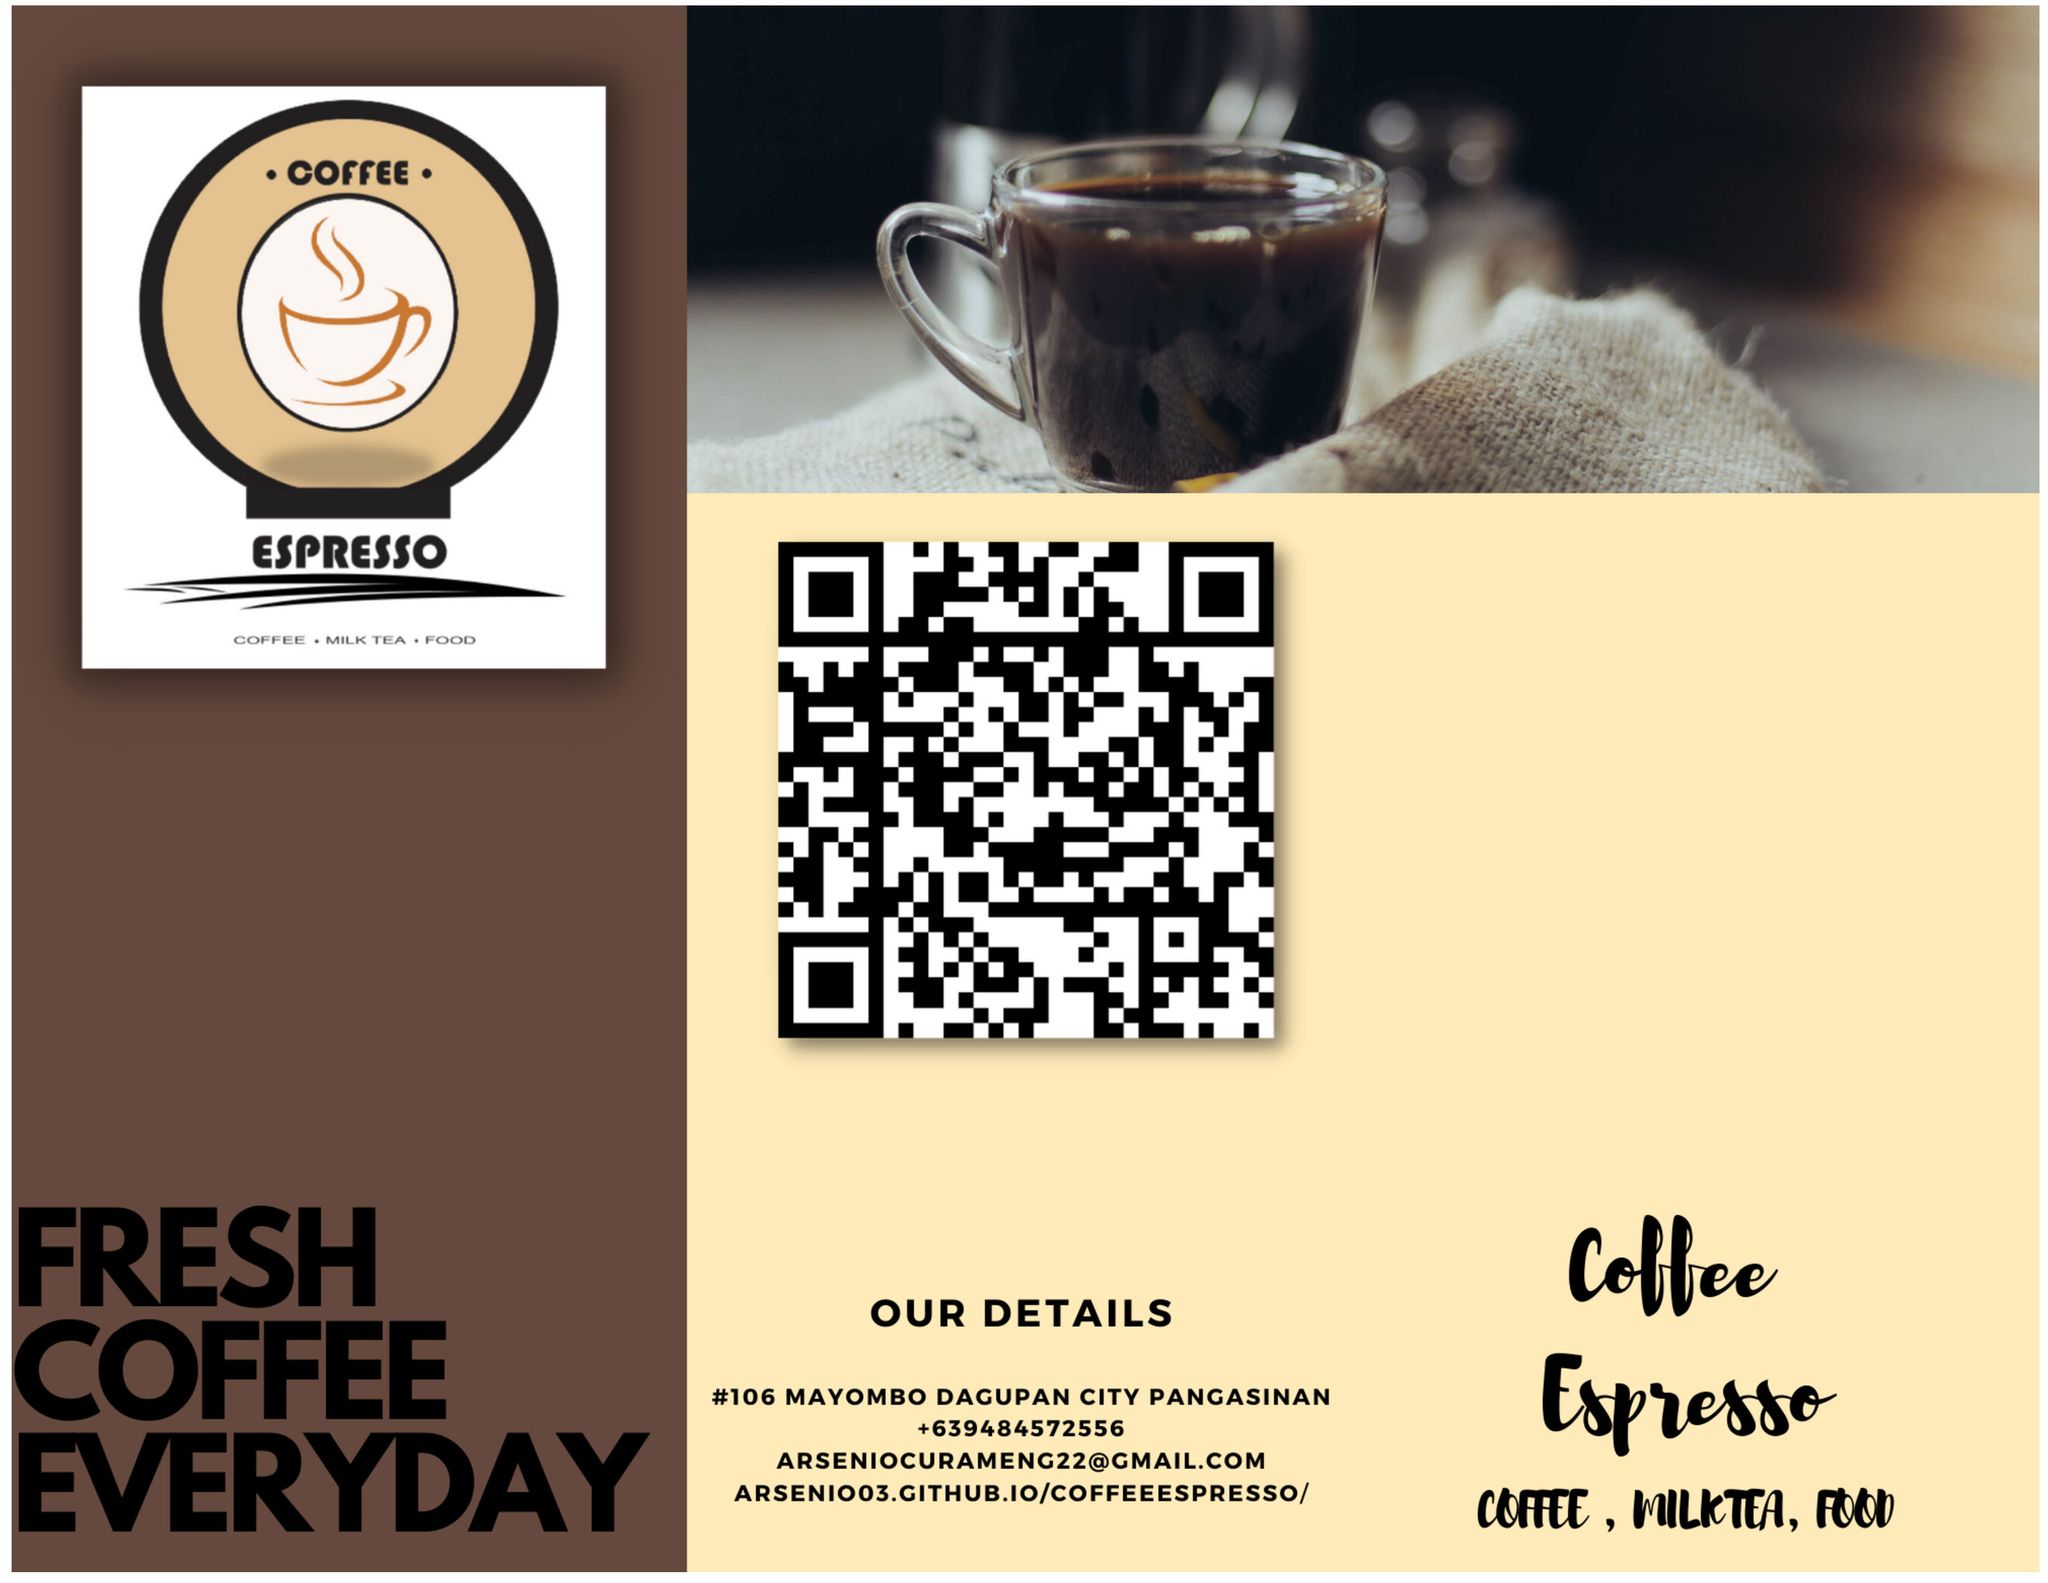 • COFFEE •
ESPRESSO
COFFEE • MILK TEA • FOOD
FRESH
COFFEE
EVERYDAY
OUR DETAILS
#106 MAYOMBO DAGUPAN CITY PANGASINAN
+639484572556
ARSENIOCURAMENG22@GMAIL.COM
ARSENIO03.GITHUB.IO/COFFEEESPRESSO/
Coffee
Espresso
COFFEE , MILKTEA, FOOD